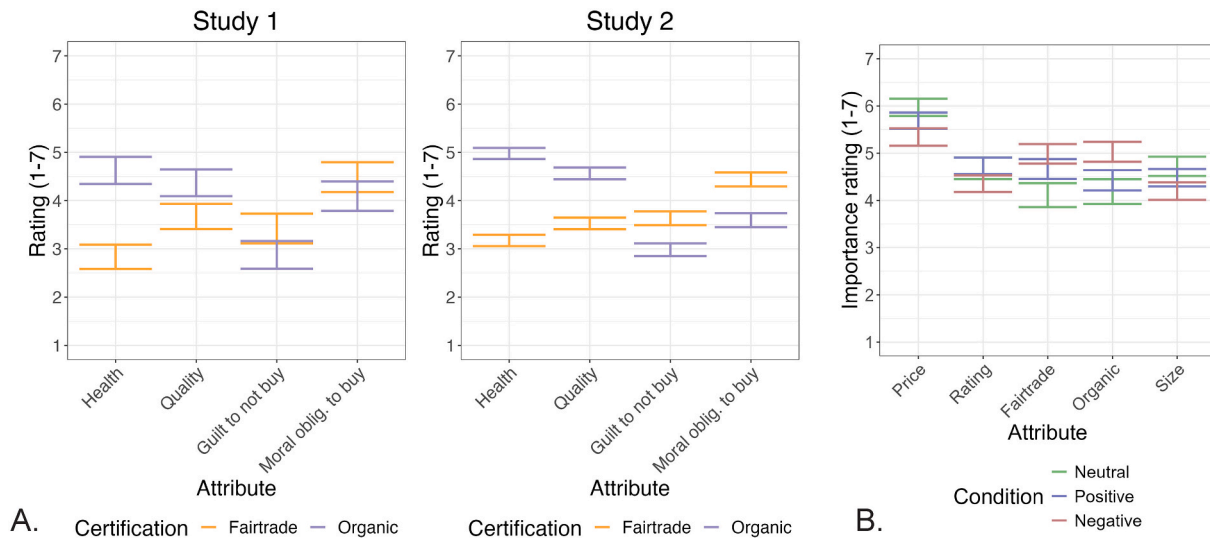 Study 1
Study 2
Rating (1-7)
7
6
5
4
3
2
1
Health
Quality
Guilt to not buy
Moral oblig. to buy
Attribute
Rating (1-7)
7
6
5
4
3
2
1
Health
Quality
Guilt to not buy
Moral oblig. to buy
Attribute
Importance rating (1-7)
7
6
5
4
3
2
1
Price
Rating
Fairtrade
Organic
Size
Attribute
A.
Certification Fairtrade Organic
Certification Fairtrade Organic
B.
Condition
Neutral
Positive
Negative